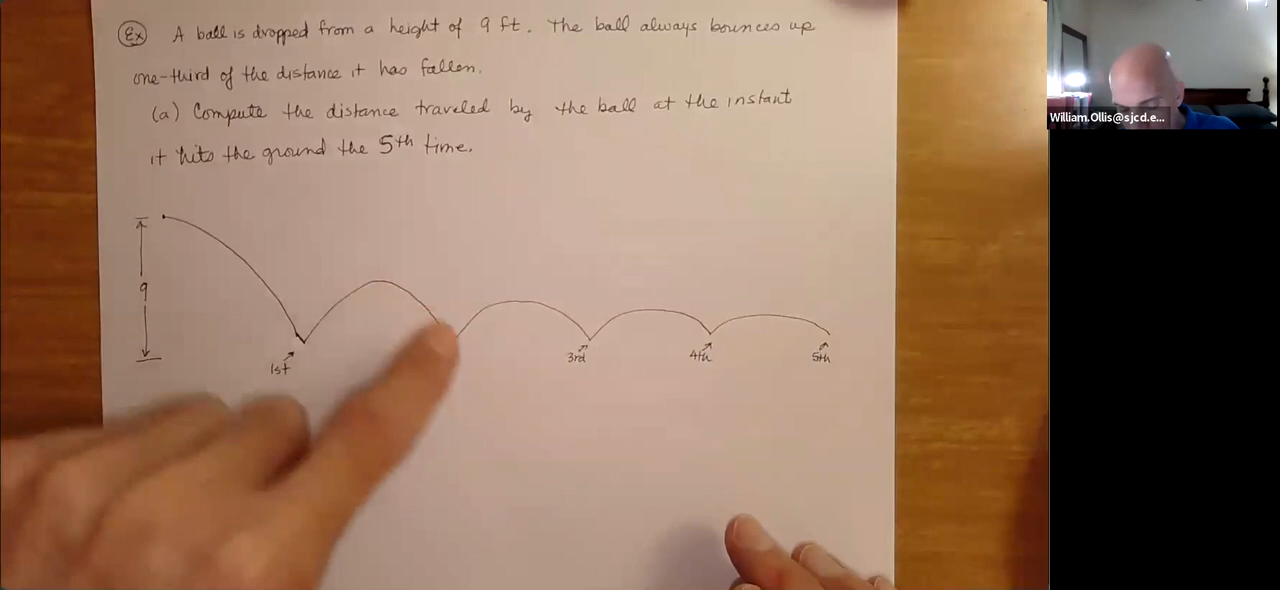 Ex A ball is dropped from a height of 9 ft. The ball always bounces up
one-third of the distance it has fallen.
(a) Compute the distance traveled by the ball at the instant
it hits the ground the 5th time.
9
1st
3rd
4th
5th
William.Ollis@sjcd.e...